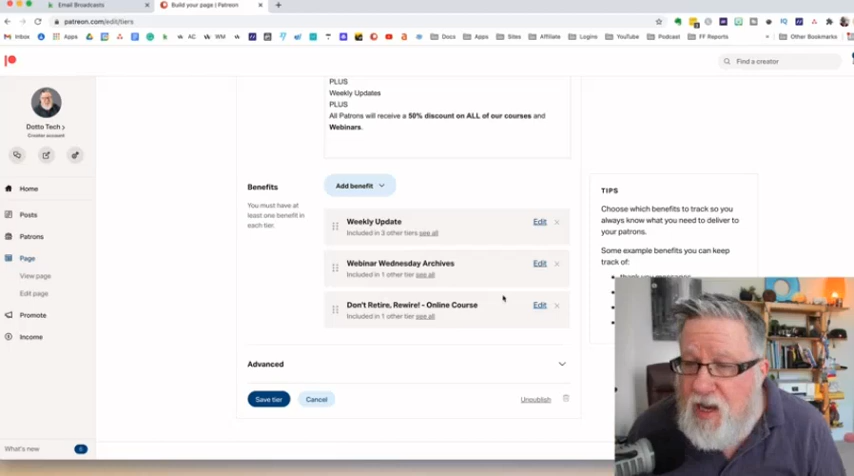 Email Broadcasts
Build your page | Patreon
patreon.com/edit/tiers
Inbox
Apps
AC
WM
Docs
Apps
Sites
Affiliate
Logins
YouTube
Podcast
FF Reports
Other Bookmarks
Find a creator
Dotto Tech
Creator account
Home
Posts
Patrons
Page
View page
Edit page
Promote
Income
What's new
PLUS
Weekly Updates
PLUS
All Patrons will receive a 50% discount on ALL of our courses and
Webinars.
Benefits
You must have
at least one benefit in
each tier.
Add benefit
Weekly Update
Included in 3 other tiers see all
Edit
Webinar Wednesday Archives
Included in 1 other tier see all
Edit
Don't Retire, Rewire! - Online Course
Included in 1 other tier see all
Edit
Advanced
Save tier
Cancel
Unpublish
TIPS
Choose which benefits to track so you
always know what you need to deliver to
your patrons.
Some example benefits you can keep
track of: